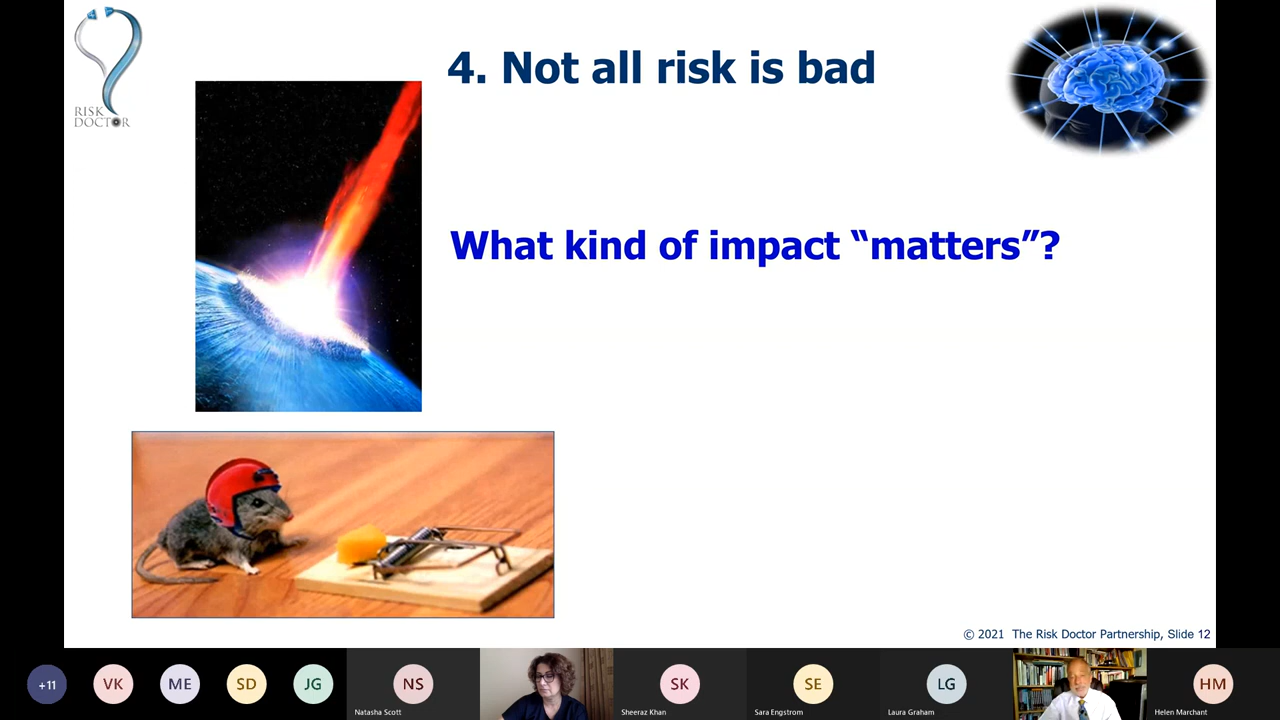 RISK
DOCTOR
4. Not all risk is bad
What kind of impact “matters”?
© 2021 The Risk Doctor Partnership, Slide 12
+11
VK
ME
SD
JG
NS
Natasha Scott
SK
Sheeraz Khan
SE
Sara Engstrom
LG
Laura Graham
HM
Helen Marchant